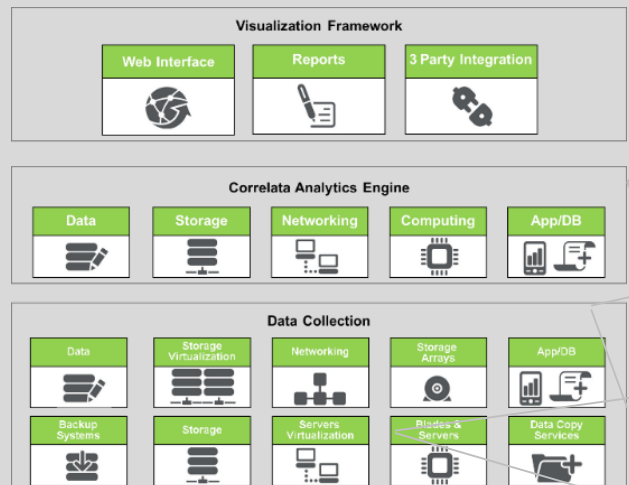 Visualization Framework
Web Interface
Reports
3 Party Integration
Correlata Analytics Engine
Data
Storage
Networking
Computing
App/DB
Data Collection
Data
Storage
Virtualization
Networking
Storage
Arrays
App/DB
Backup
Systems
Storage
Servers
Virtualization
Blades &
Servers
Data Copy
Services